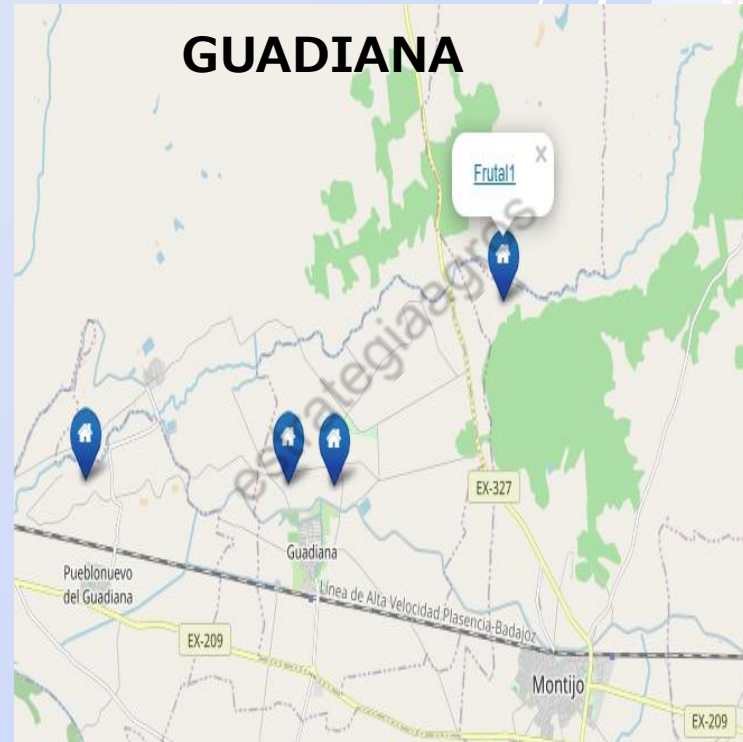 GUADIANA
Frutal1
×
estrategiaagros
EX-327
Guadiana
Pueblonuevo
del Guadiana
Línea de Alta Velocidad Plasencia-Badajoz
EX-209
Montijo
EX-209